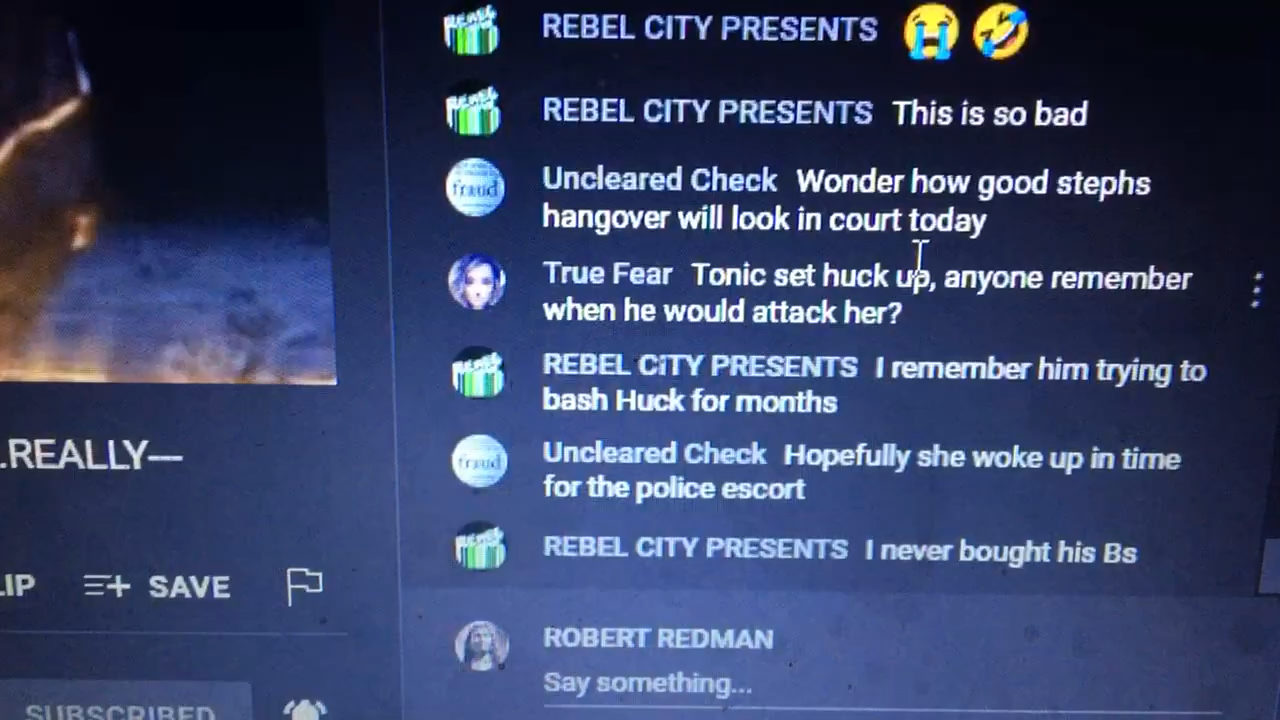 REBEL CITY PRESENTS 😭 🤣
REBEL CITY PRESENTS This is so bad
Uncleared Check Wonder how good stephs
hangover will look in court today
True Fear Tonic set huck up, anyone remember
when he would attack her?
REBEL CITY PRESENTS I remember him trying to
bash Huck for months
Uncleared Check Hopefully she woke up in time
for the police escort
REBEL CITY PRESENTS I never bought his Bs
ROBERT REDMAN
Say something...
.REALLY---
LIP SAVE
SUBSCRIBED
fraud
fraud